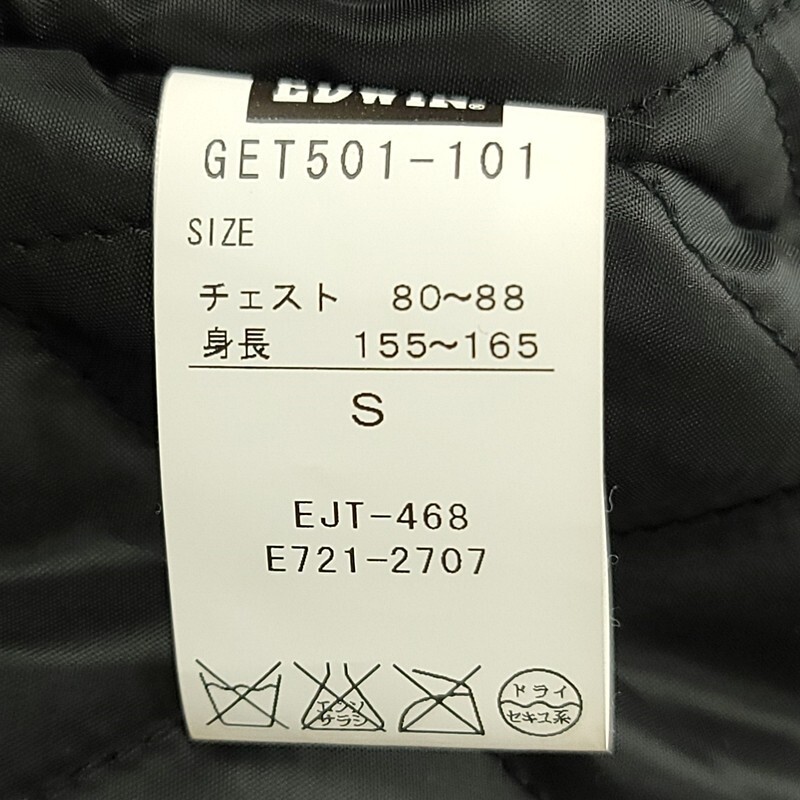 EDWIN®
GET501-101
SIZE
チェスト 80～88
身長 155～165
S
EJT-468
E721-2707
エンソ
サラシ
ドライ
セキユ系